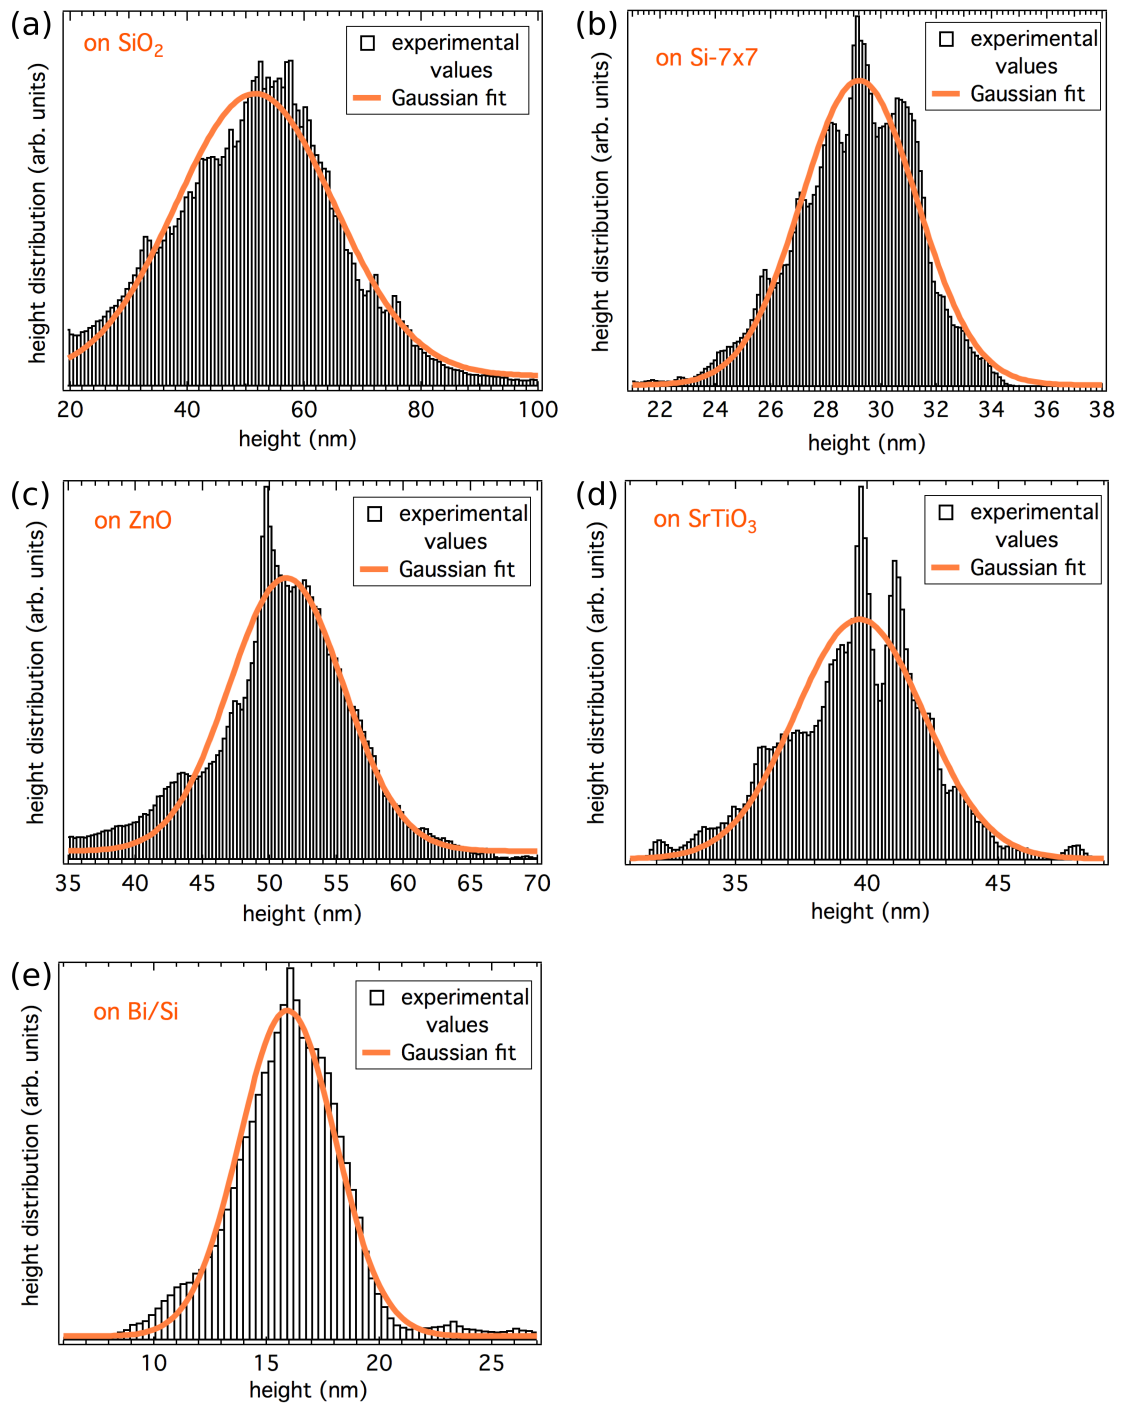 (a)
on SiO₂
experimental
values
Gaussian fit
height distribution (arb. units)
20 40 60 80 100
height (nm)
(b)
on Si-7x7
experimental
values
Gaussian fit
height distribution (arb. units)
22 24 26 28 30 32 34 36 38
height (nm)
(c)
on ZnO
experimental
values
Gaussian fit
height distribution (arb. units)
35 40 45 50 55 60 65 70
height (nm)
(d)
on SrTiO₃
experimental
values
Gaussian fit
height distribution (arb. units)
35 40 45
height (nm)
(e)
on Bi/Si
experimental
values
Gaussian fit
height distribution (arb. units)
10 15 20 25
height (nm)